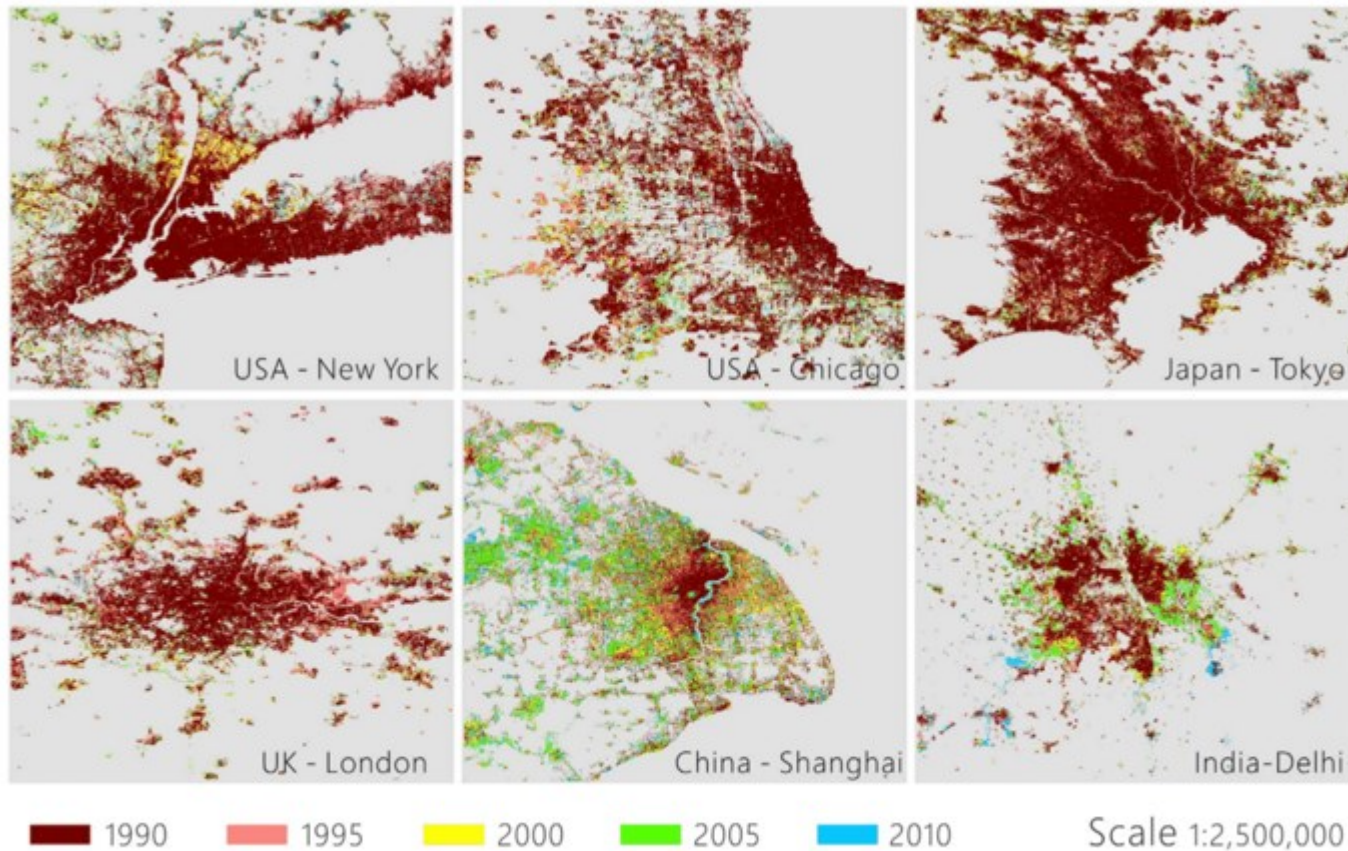 USA - New York
USA - Chicago
Japan - Tokyo
UK - London
China - Shanghai
India-Delhi
1990 1995 2000 2005 2010 Scale 1:2,500,000